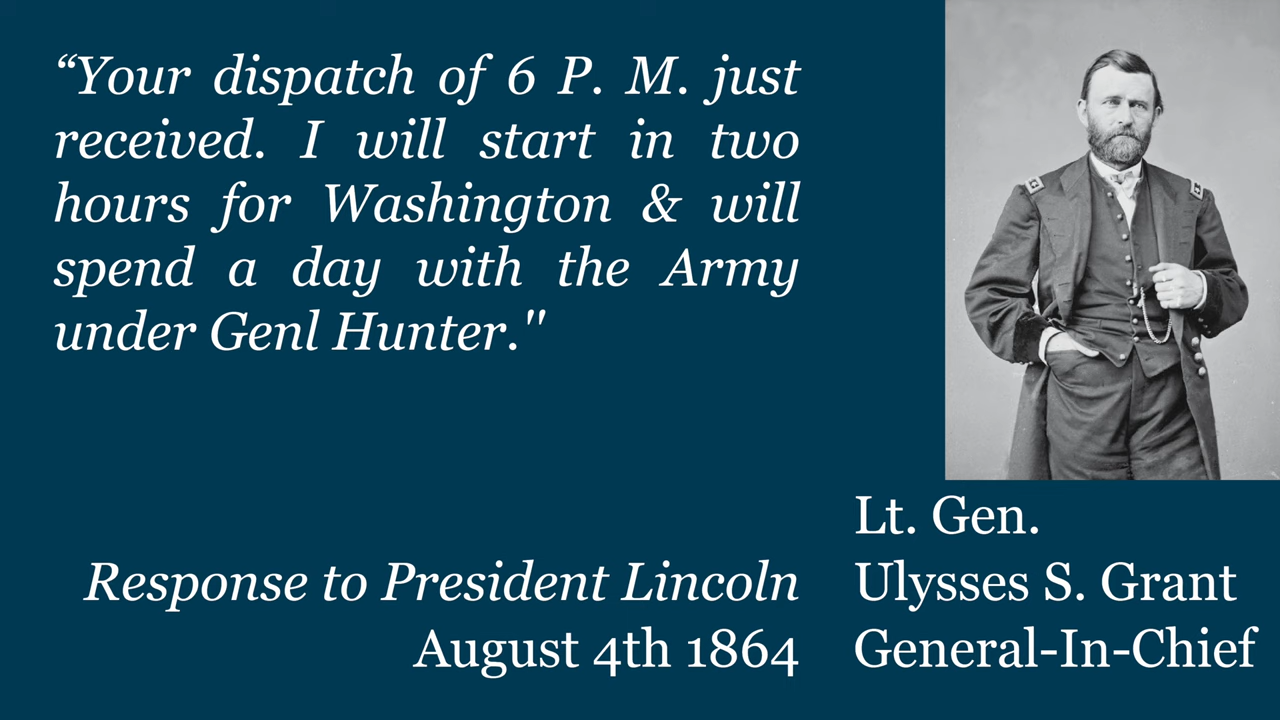 “Your dispatch of 6 P. M. just
received. I will start in two
hours for Washington & will
spend a day with the Army
under Genl Hunter."
Response to President Lincoln
August 4th 1864
Lt. Gen.
Ulysses S. Grant
General-In-Chief